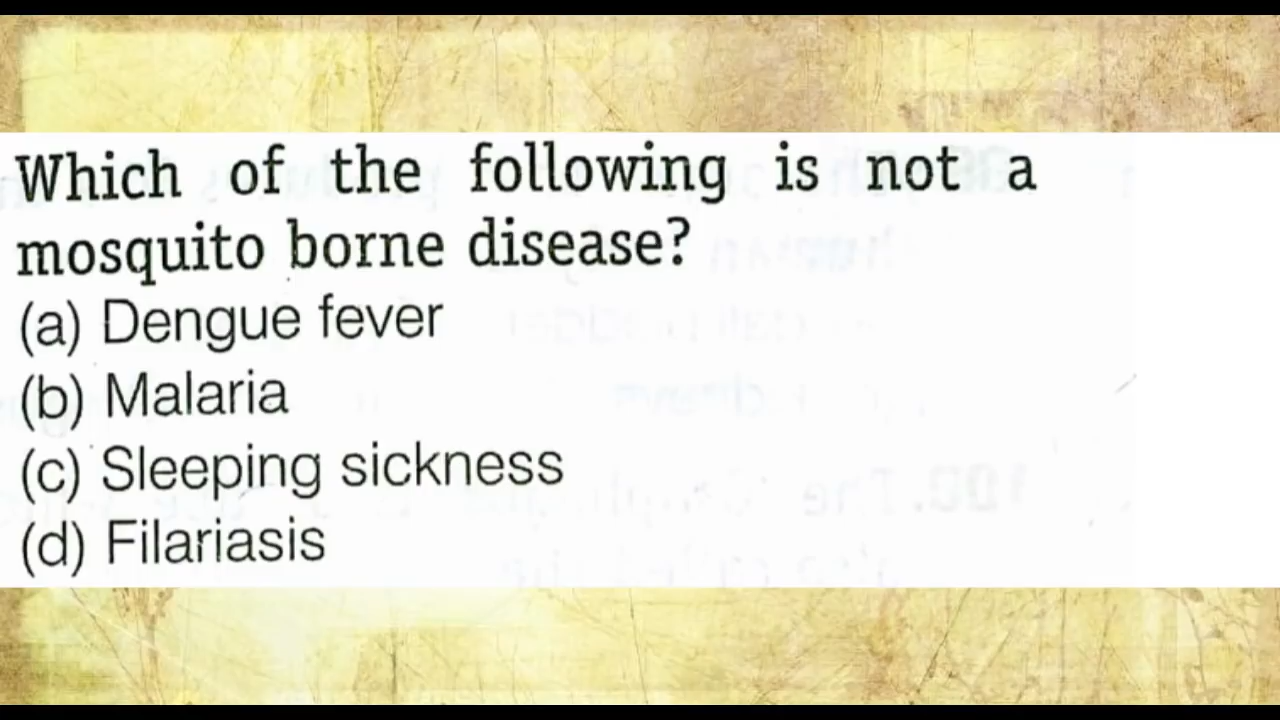 Which of the following is not a
mosquito borne disease?
(a) Dengue fever
(b) Malaria
(c) Sleeping sickness
(d) Filariasis